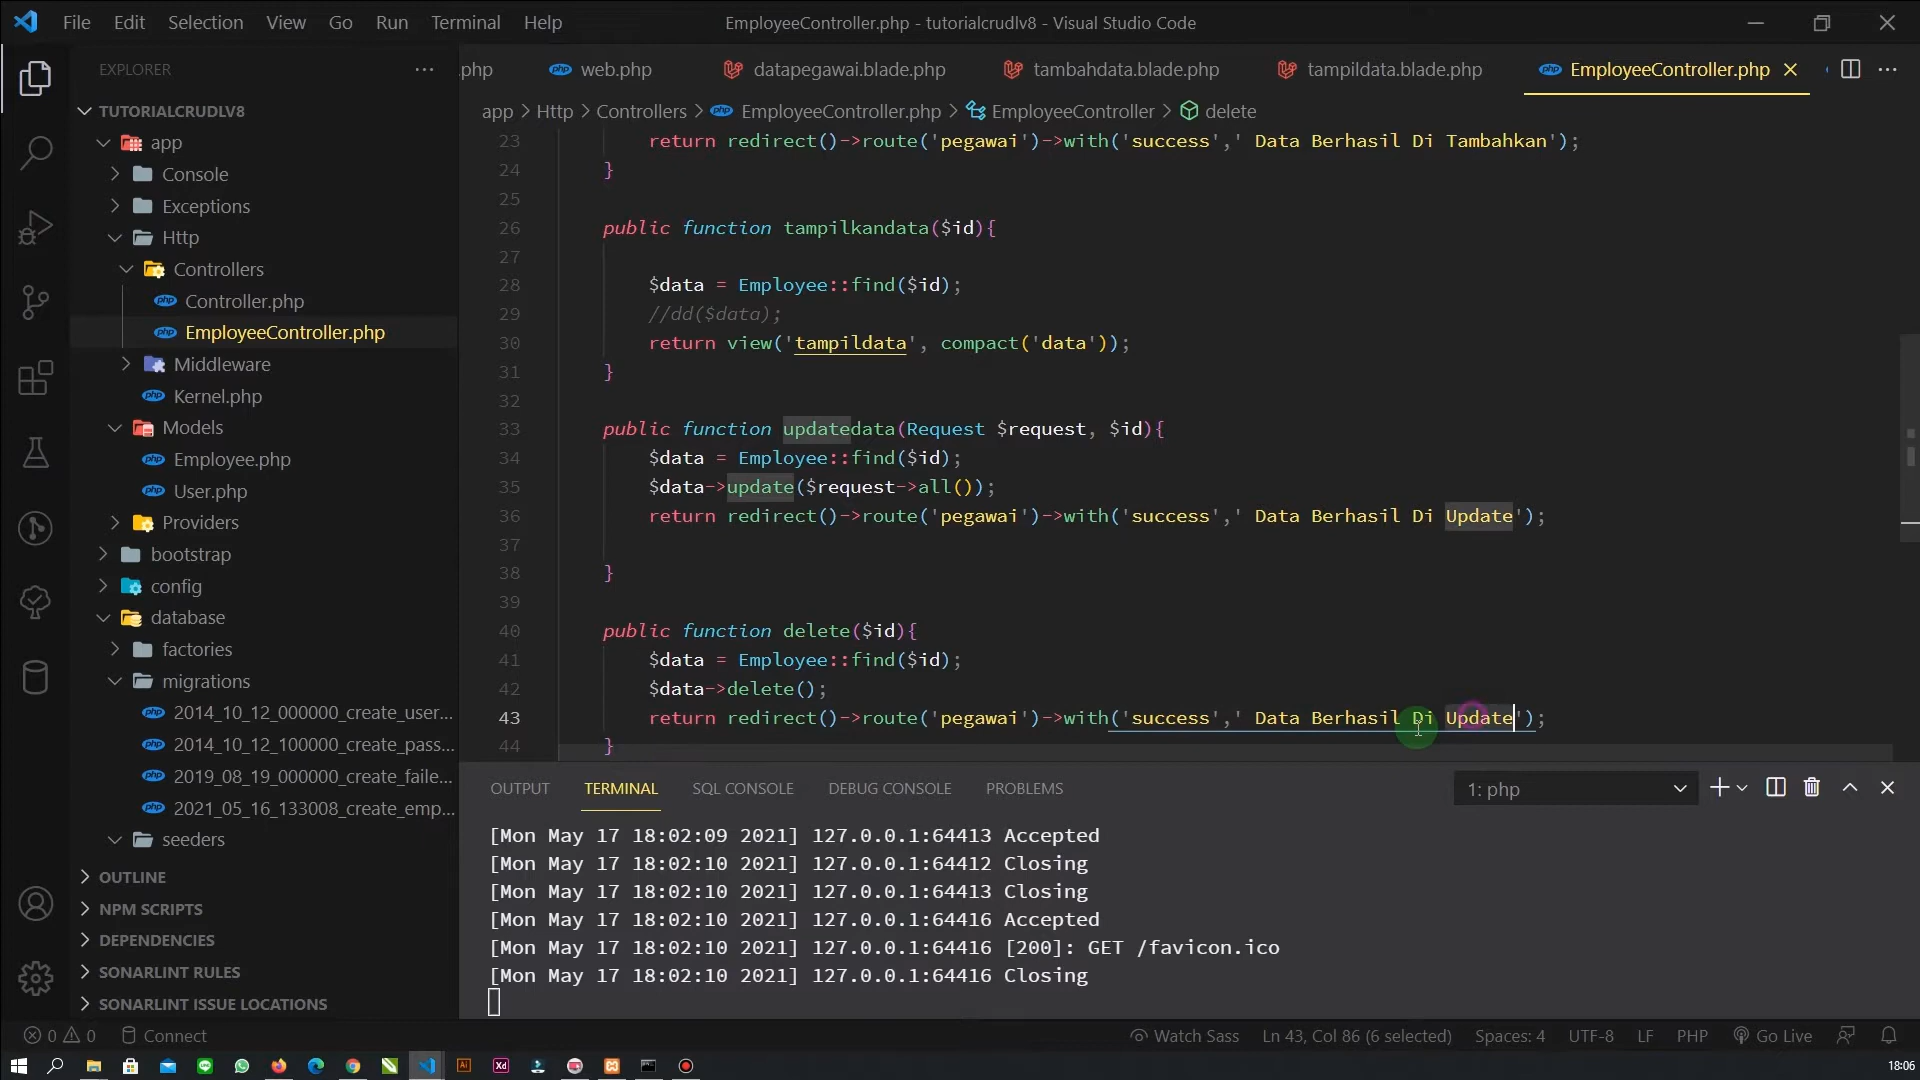 File Edit Selection View Go Run Terminal Help
EmployeeController.php - tutorialcrudlv8 - Visual Studio Code
EXPLORER
.php web.php datapegawai.blade.php tambahdata.blade.php tampildata.blade.php EmployeeController.php
TUTORIALCRUDLV8
app
Console
Exceptions
Http
Controllers
Controller.php
EmployeeController.php
Middleware
Kernel.php
Models
Employee.php
User.php
Providers
bootstrap
config
database
factories
migrations
2014_10_12_000000_create_user...
2014_10_12_100000_create_pass...
2019_08_19_000000_create_faile...
2021_05_16_133008_create_emp...
seeders
OUTLINE
NPM SCRIPTS
DEPENDENCIES
SONARLINT RULES
SONARLINT ISSUE LOCATIONS
app > Http > Controllers > EmployeeController.php > EmployeeController > delete
23 return redirect()->route('pegawai')->with('success',' Data Berhasil Di Tambahkan');
24 }
25
26 public function tampilkandata($id){
27
28 $data = Employee::find($id);
29 //dd($data);
30 return view('tampildata', compact('data'));
31 }
32
33 public function updatedata(Request $request, $id){
34 $data = Employee::find($id);
35 $data->update($request->all());
36 return redirect()->route('pegawai')->with('success',' Data Berhasil Di Update');
37
38 }
39
40 public function delete($id){
41 $data = Employee::find($id);
42 $data->delete();
43 return redirect()->route('pegawai')->with('success',' Data Berhasil Di Update');
44 }
OUTPUT TERMINAL SQL CONSOLE DEBUG CONSOLE PROBLEMS
1: php
[Mon May 17 18:02:09 2021] 127.0.0.1:64413 Accepted
[Mon May 17 18:02:10 2021] 127.0.0.1:64412 Closing
[Mon May 17 18:02:10 2021] 127.0.0.1:64413 Closing
[Mon May 17 18:02:10 2021] 127.0.0.1:64416 Accepted
[Mon May 17 18:02:10 2021] 127.0.0.1:64416 [200]: GET /favicon.ico
[Mon May 17 18:02:10 2021] 127.0.0.1:64416 Closing
0 0 Connect Watch Sass Ln 43, Col 86 (6 selected) Spaces: 4 UTF-8 LF PHP Go Live
Ai Xd 18:06